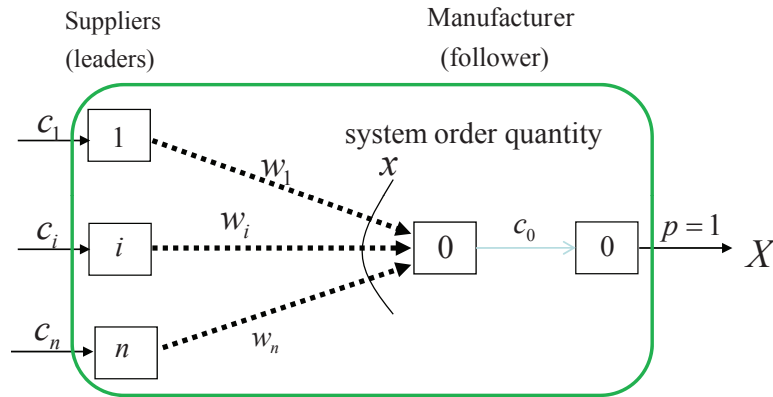 Suppliers
(leaders)
Manufacturer
(follower)
c₁
1
w₁
system order quantity
x
cᵢ
i
wᵢ
0
c₀
0
p = 1
X
cₙ
n
wₙ